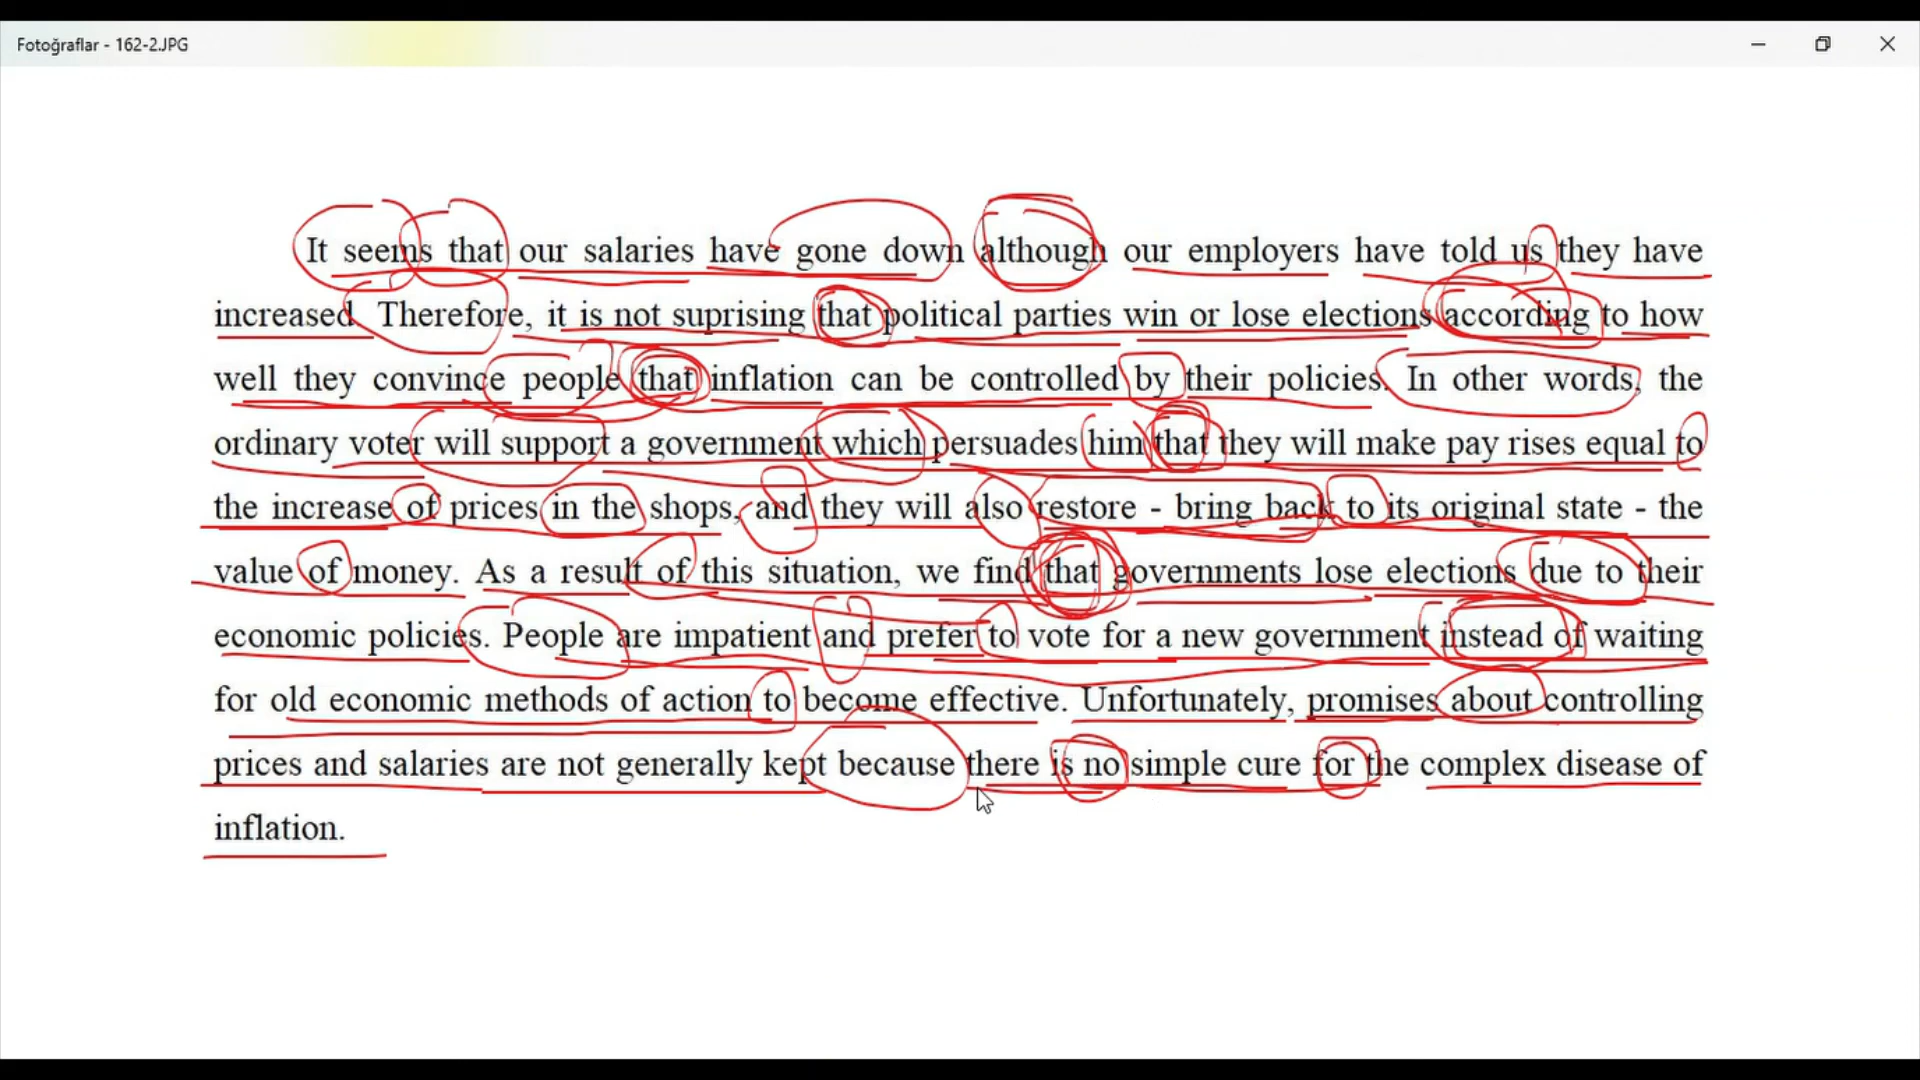 Fotoğraflar - 162-2.JPG
It seems that our salaries have gone down although our employers have told us they have
increased. Therefore, it is not suprising that political parties win or lose elections according to how
well they convince people that inflation can be controlled by their policies. In other words, the
ordinary voter will support a government which persuades him that they will make pay rises equal to
the increase of prices in the shops, and they will also restore - bring back to its original state - the
value of money. As a result of this situation, we find that governments lose elections due to their
economic policies. People are impatient and prefer to vote for a new government instead of waiting
for old economic methods of action to become effective. Unfortunately, promises about controlling
prices and salaries are not generally kept because there is no simple cure for the complex disease of
inflation.